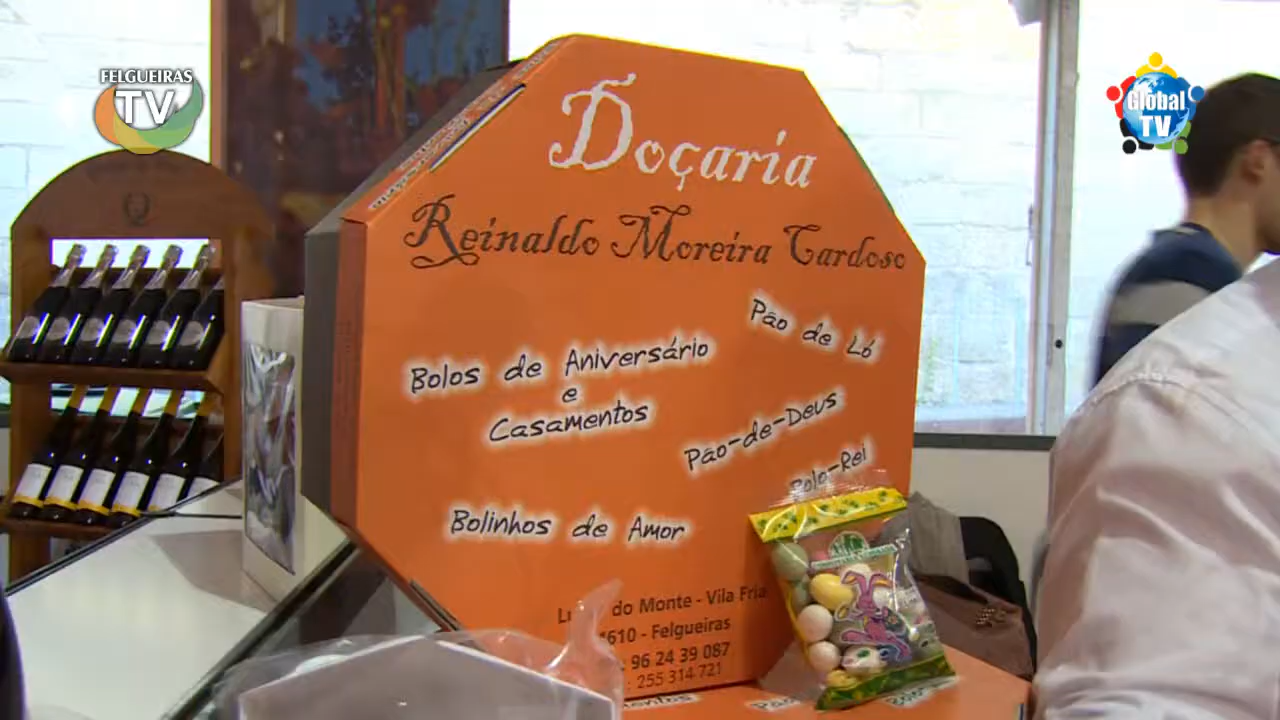 FELGUEIRAS
TV
Global
TV
Doçaria
Reinaldo Moreira Cardoso
Pão de Ló
Bolos de Aniversário
e
Casamentos
Pão-de-Deus
Bolo-Rei
Bolinhos de Amor
do Monte - Vila Fria
4610 - Felgueiras
96 24 39 087
255 314 721